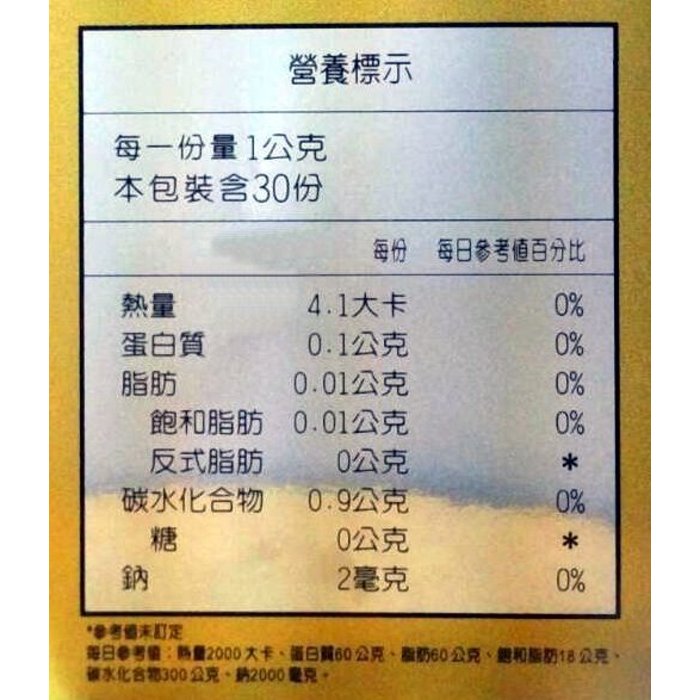 營養標示
每一份量1公克
本包裝含30份
每份 每日參考值百分比
熱量 4.1大卡 0%
蛋白質 0.1公克 0%
脂肪 0.01公克 0%
飽和脂肪 0.01公克 0%
反式脂肪 0公克 *
碳水化合物 0.9公克 0%
糖 0公克 *
鈉 2毫克 0%
*參考值未訂定
每日參考值：熱量2000大卡、蛋白質60公克、脂肪60公克、飽和脂肪18公克、
碳水化合物300公克、鈉2000毫克。